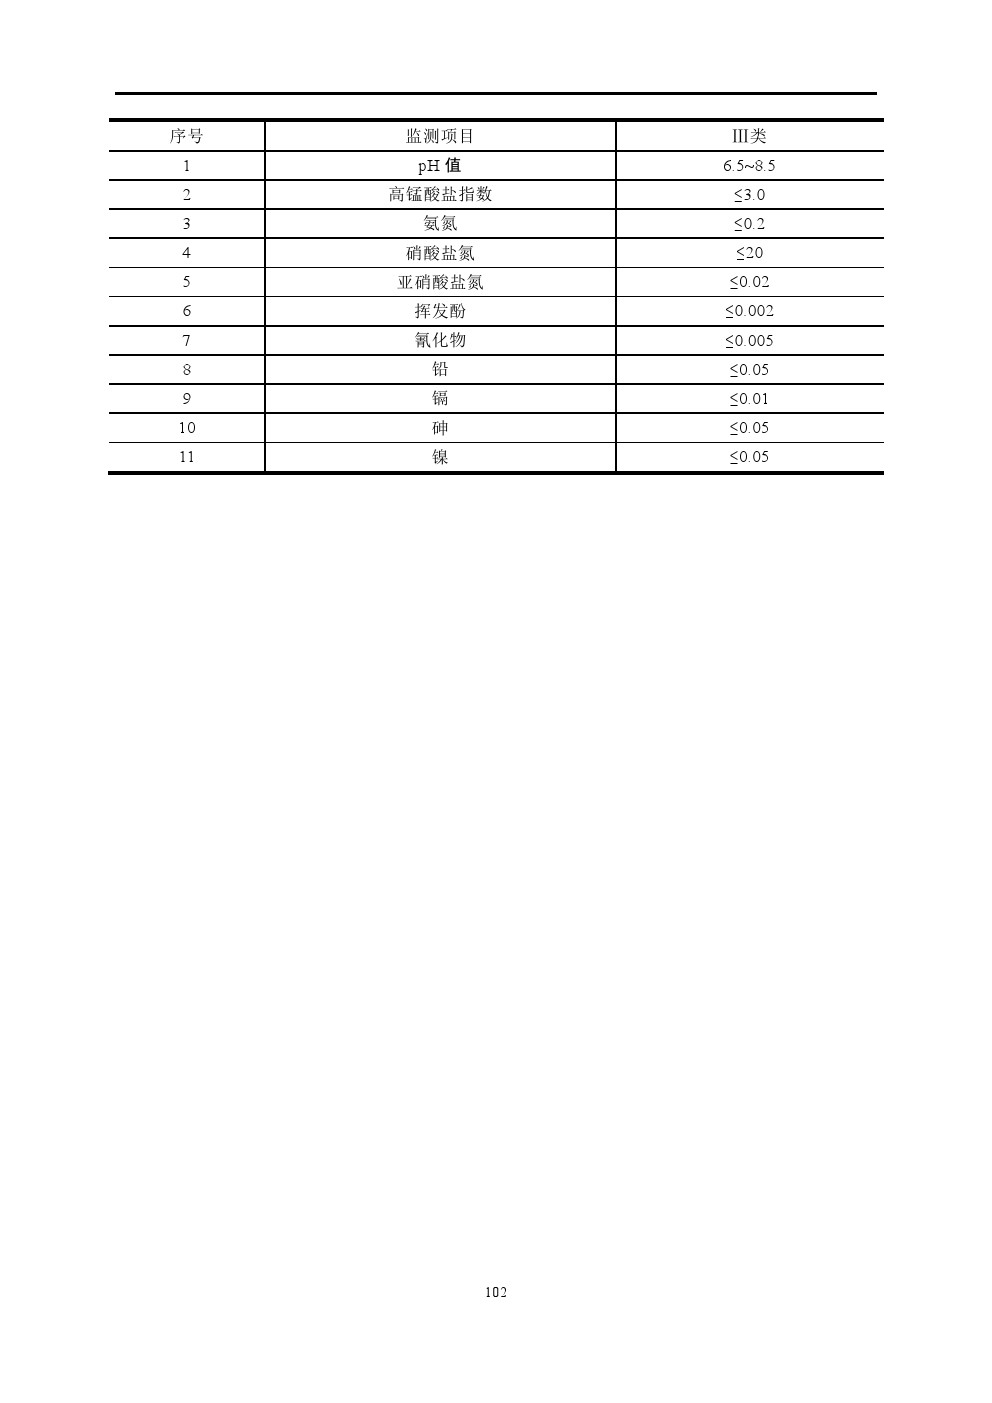 序号 监测项目 Ⅲ类
1 pH 值 6.5~8.5
2 高锰酸盐指数 ≤3.0
3 氨氮 ≤0.2
4 硝酸盐氮 ≤20
5 亚硝酸盐氮 ≤0.02
6 挥发酚 ≤0.002
7 氰化物 ≤0.005
8 铅 ≤0.05
9 镉 ≤0.01
10 砷 ≤0.05
11 镍 ≤0.05
102